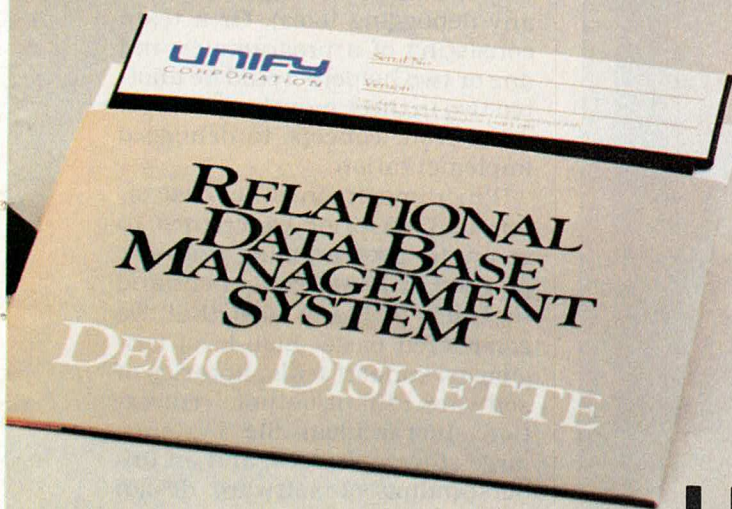 UNIFY
CORPORATION
Serial No.
Version
RELATIONAL
DATA BASE
MANAGEMENT
SYSTEM
DEMO DISKETTE